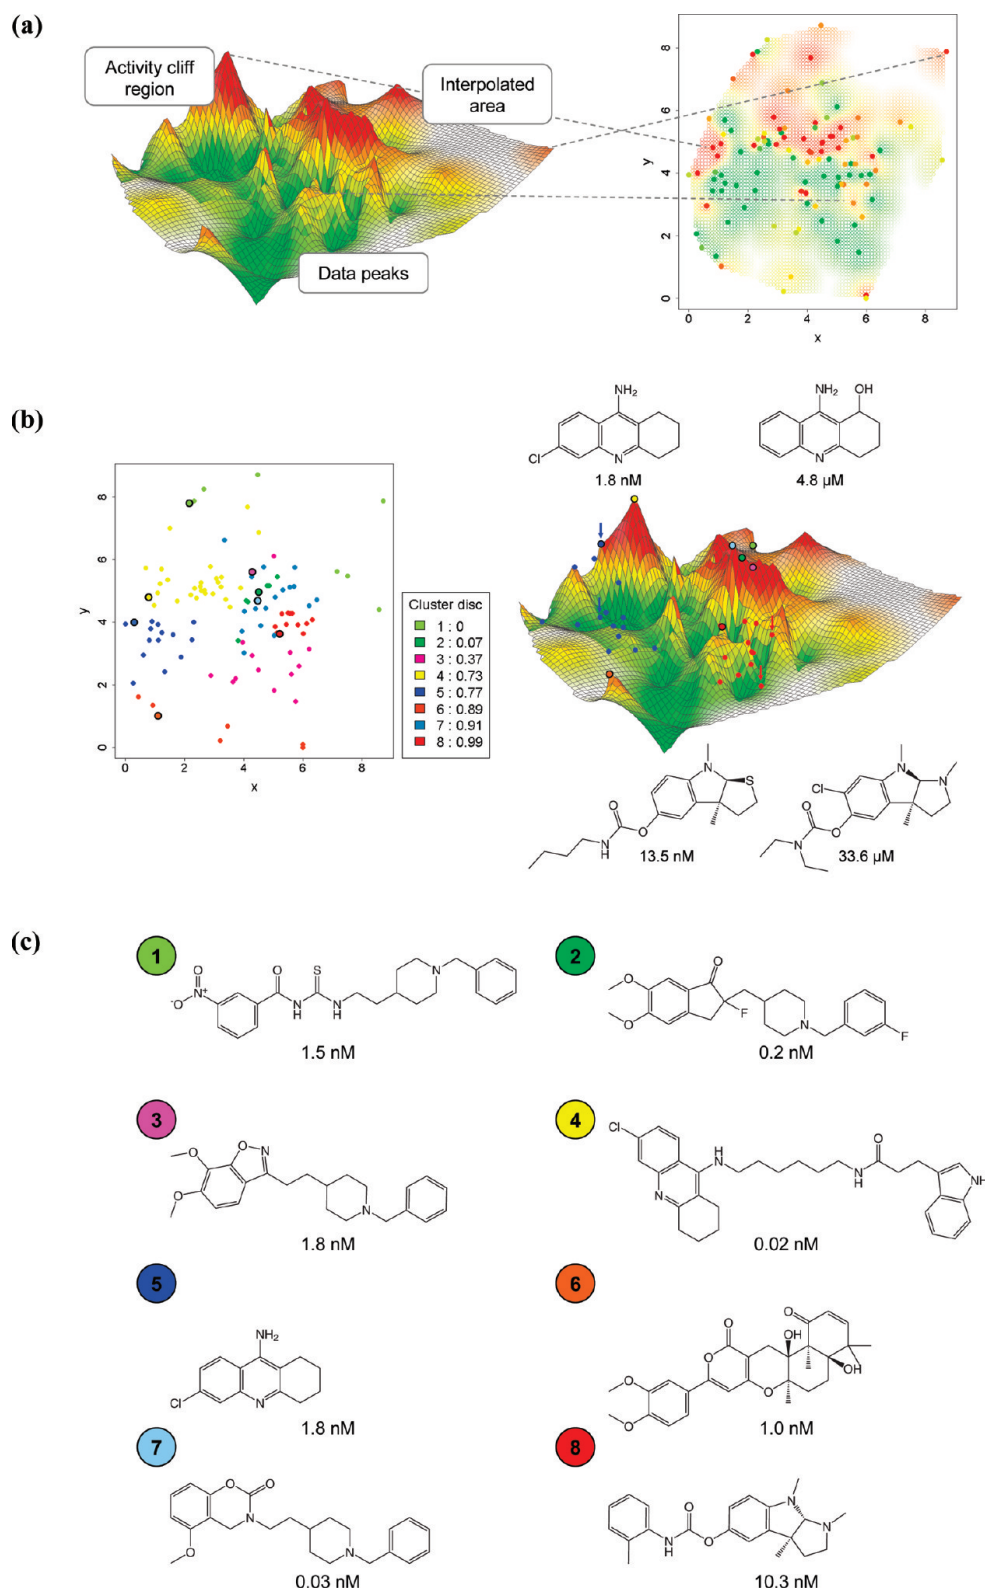 (a)
Activity cliff
region
Interpolated
area
Data peaks
8
6
y
4
2
0
0 2 4 6 8
x
(b)
NH₂
Cl
N
1.8 nM
NH₂ OH
N
4.8 µM
8
6
y
4
2
0
0 2 4 6 8
x
Cluster disc
1 : 0
2 : 0.07
3 : 0.37
4 : 0.73
5 : 0.77
6 : 0.89
7 : 0.91
8 : 0.99
N
S
O
N
H
O
13.5 nM
N
N
Cl
O
N
O
33.6 µM
(c)
1
O
N⁺
⁻O
O
S
N
H
N
H
N
1.5 nM
2
O
O
O
F
N
F
0.2 nM
3
O
N
O
O
N
1.8 nM
4
Cl
N
HN
O
N
H
NH
0.02 nM
5
NH₂
Cl
N
1.8 nM
6
O
O
OH
O
OH
O
O
O
1.0 nM
7
O
O
N
O
N
0.03 nM
8
O
N
H
O
N
N
10.3 nM